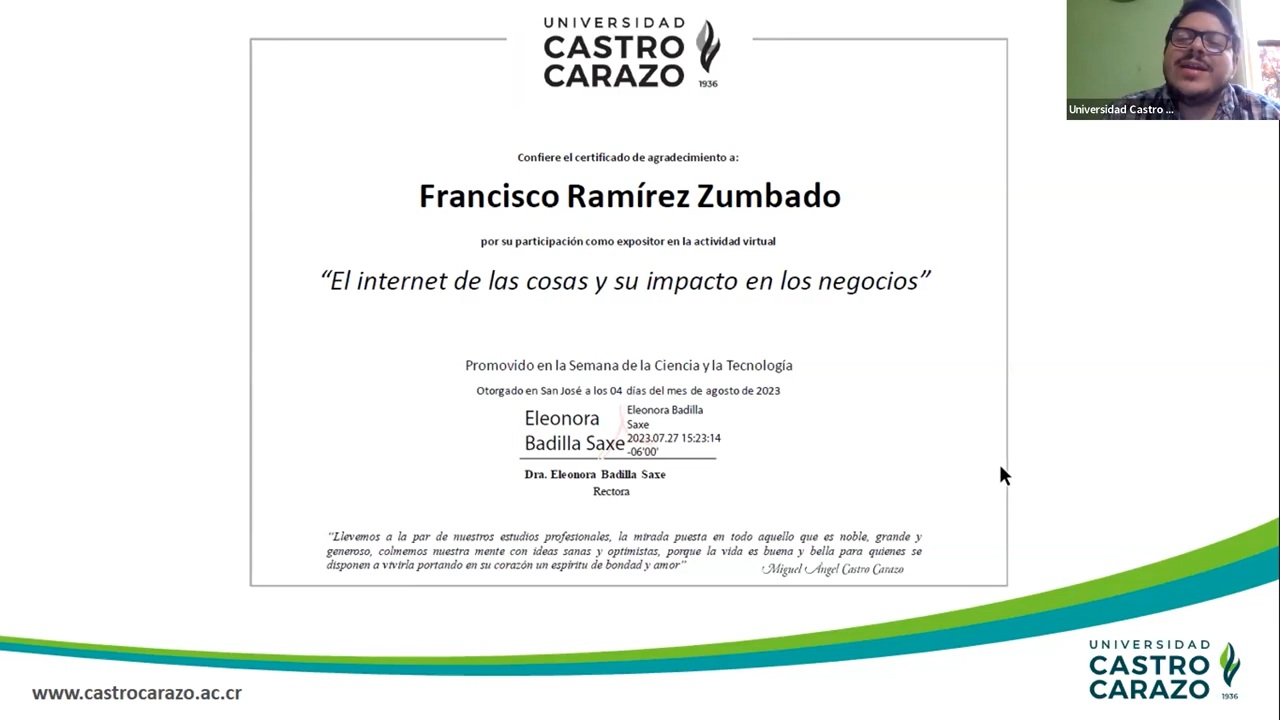 UNIVERSIDAD
CASTRO
CARAZO
1936
Universidad Castro ...
Confiere el certificado de agradecimiento a:
Francisco Ramírez Zumbado
por su participación como expositor en la actividad virtual
“El internet de las cosas y su impacto en los negocios”
Promovido en la Semana de la Ciencia y la Tecnología
Otorgado en San José a los 04 días del mes de agosto de 2023
Eleonora
Badilla Saxe
Eleonora Badilla
Saxe
2023.07.27 15:23:14
-06'00'
Dra. Eleonora Badilla Saxe
Rectora
"Llevemos a la par de nuestros estudios profesionales, la mirada puesta en todo aquello que es noble, grande y
generoso, colmemos nuestra mente con ideas sanas y optimistas, porque la vida es buena y bella para quienes se
disponen a vivirla portando en su corazón un espíritu de bondad y amor"
Miguel Ángel Castro Carazo
www.castrocarazo.ac.cr
UNIVERSIDAD
CASTRO
CARAZO
1936